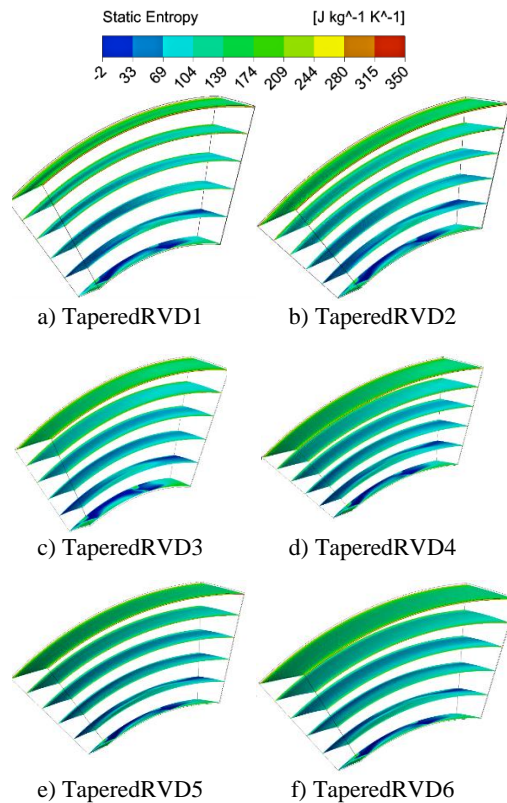 Static Entropy [J kg^-1 K^-1]
-2 33 69 104 139 174 209 244 280 315 350
a) TaperedRVD1 b) TaperedRVD2
c) TaperedRVD3 d) TaperedRVD4
e) TaperedRVD5 f) TaperedRVD6